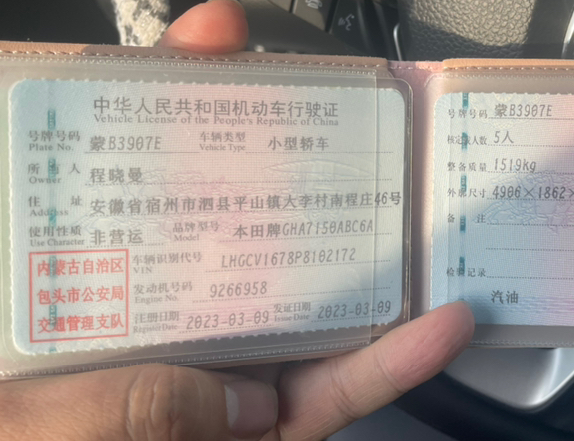 中华人民共和国机动车行驶证
Vehicle License of the People's Republic of China
号牌号码 蒙B3907E 车辆类型 小型轿车
Plate No. Vehicle Type
所有人 程晓曼
Owner
住址 安徽省宿州市泗县平山镇大李村南程庄46号
Address
使用性质 非营运 品牌型号 本田牌GHA7150ABC6A
Use Character Model
内蒙古自治区
包头市公安局
交通管理支队
车辆识别代号 LHGCV1678P8102172
VIN
发动机号码 9266958
Engine No.
注册日期 2023-03-09 发证日期 2023-03-09
Register Date Issue Date
号牌号码 蒙B3907E
核定载人数 5人
整备质量 1519kg
外廓尺寸 4906×1862×
备注
检验记录
汽油